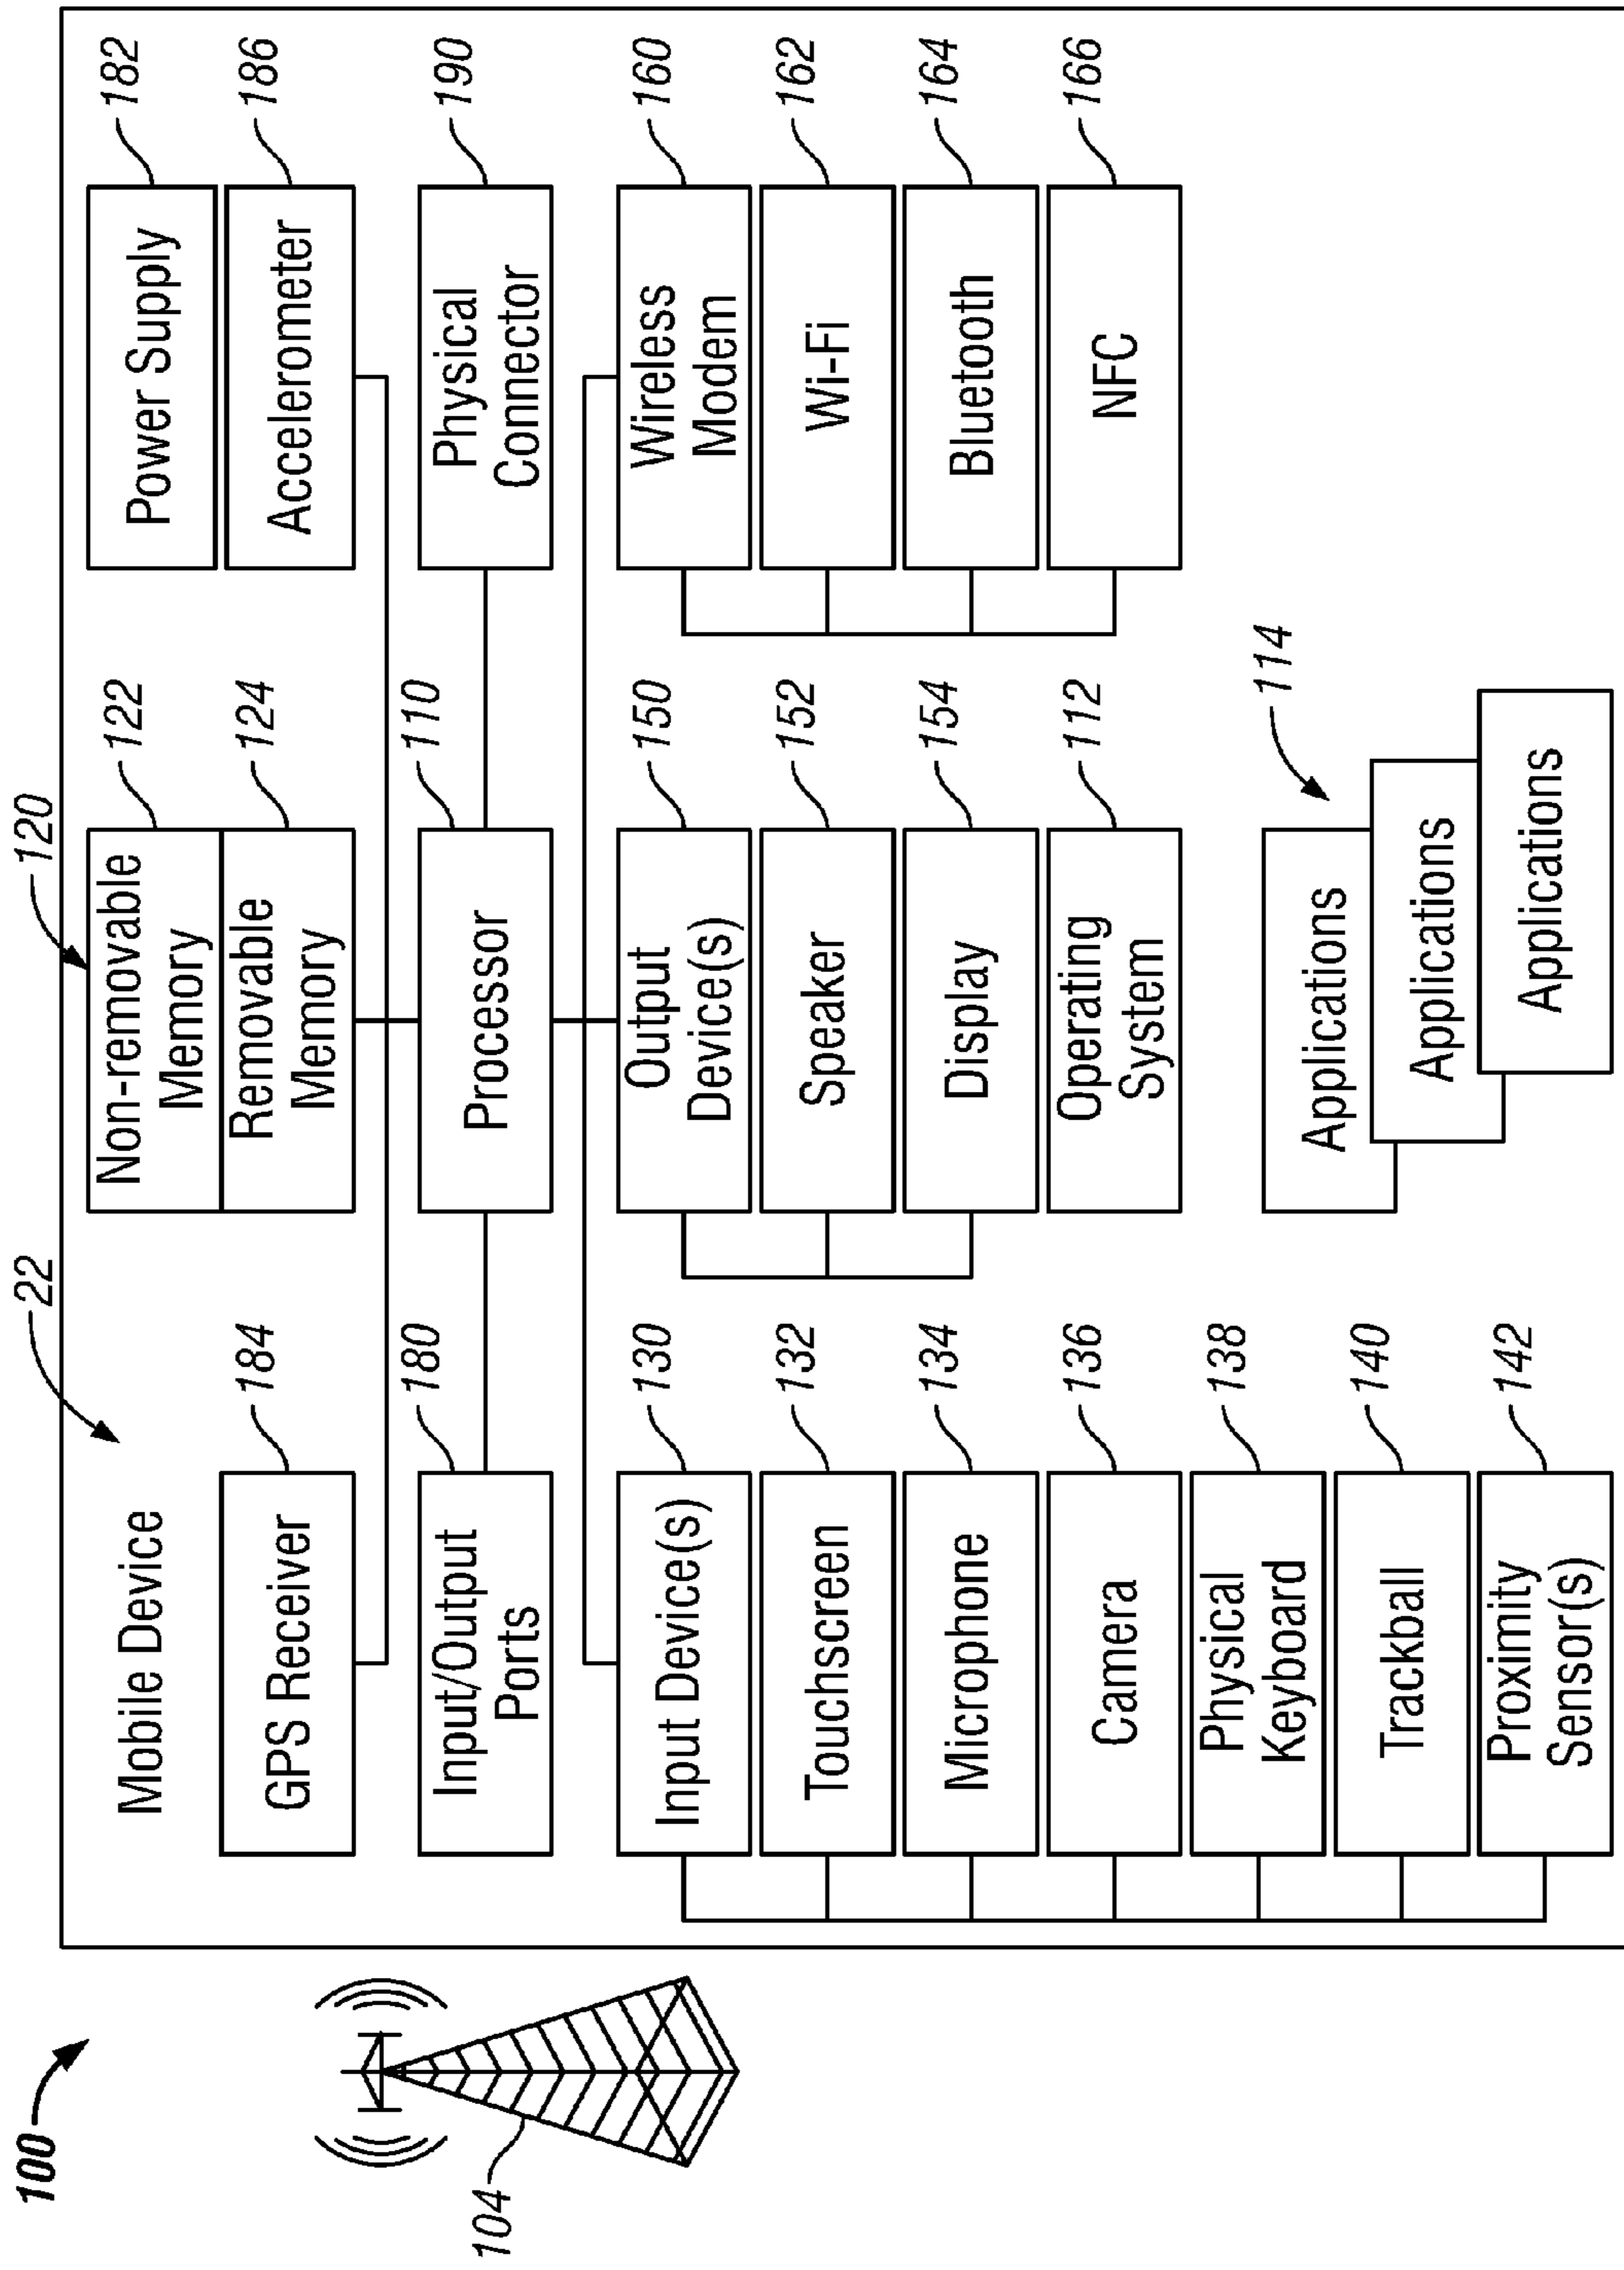 100
104
22
120
Mobile Device
Non-removable
Memory
122
Power Supply
182
GPS Receiver
184
Removable
Memory
124
Accelerometer
186
Input/Output
Ports
180
Processor
110
Physical
Connector
190
Input Device(s)
130
Output
Device(s)
150
Wireless
Modem
160
Touchscreen
132
Speaker
152
Wi-Fi
162
Microphone
134
Display
154
Bluetooth
164
Camera
136
Operating
System
112
NFC
166
Physical
Keyboard
138
Applications
114
Trackball
140
Applications
Proximity
Sensor(s)
142
Applications